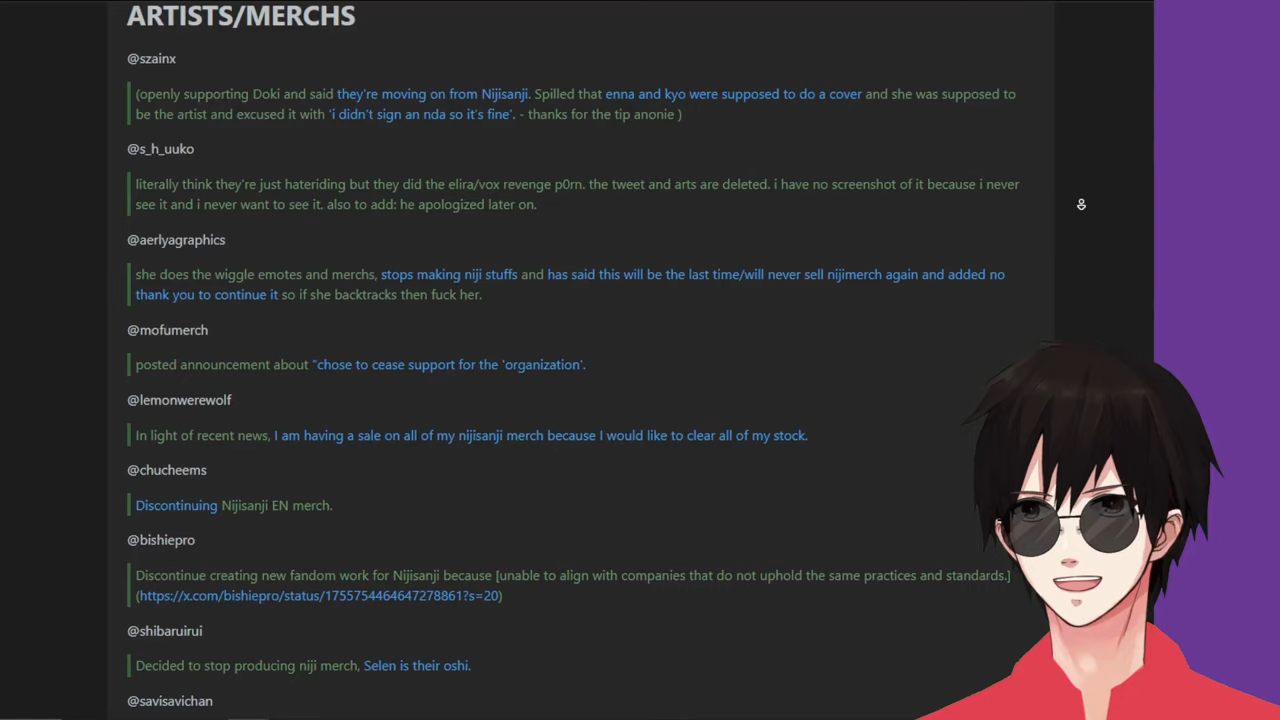 ARTISTS/MERCHS
@szainx
(openly supporting Doki and said they're moving on from Nijisanji. Spilled that enna and kyo were supposed to do a cover and she was supposed to
be the artist and excused it with 'i didn't sign an nda so it's fine'. - thanks for the tip anonie )
@s_h_uuko
literally think they're just hateriding but they did the elira/vox revenge p0rn. the tweet and arts are deleted. i have no screenshot of it because i never
see it and i never want to see it. also to add: he apologized later on.
@aerlyagraphics
she does the wiggle emotes and merchs, stops making niji stuffs and has said this will be the last time/will never sell nijimerch again and added no
thank you to continue it so if she backtracks then fuck her.
@mofumerch
posted announcement about "chose to cease support for the 'organization'.
@lemonwerewolf
In light of recent news, I am having a sale on all of my nijisanji merch because I would like to clear all of my stock.
@chucheems
Discontinuing Nijisanji EN merch.
@bishiepro
Discontinue creating new fandom work for Nijisanji because [unable to align with companies that do not uphold the same practices and standards.]
(https://x.com/bishiepro/status/1755754464647278861?s=20)
@shibaruirui
Decided to stop producing niji merch, Selen is their oshi.
@savisavichan